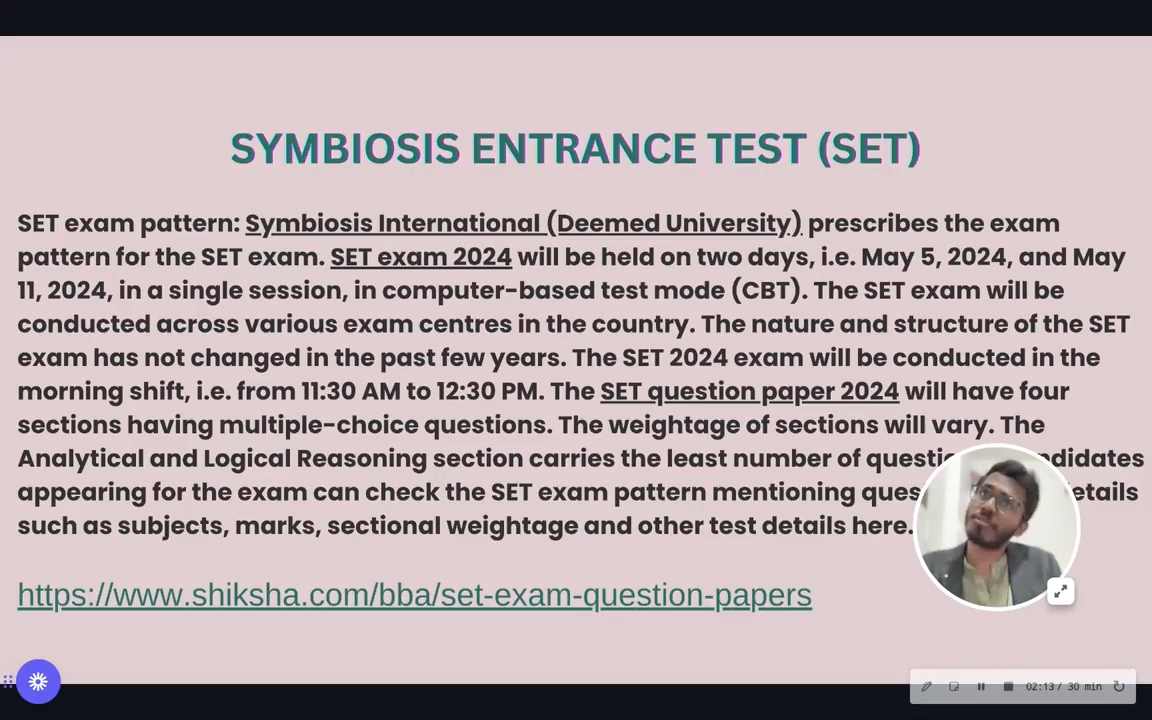 SYMBIOSIS ENTRANCE TEST (SET)
SET exam pattern: Symbiosis International (Deemed University) prescribes the exam
pattern for the SET exam. SET exam 2024 will be held on two days, i.e. May 5, 2024, and May
11, 2024, in a single session, in computer-based test mode (CBT). The SET exam will be
conducted across various exam centres in the country. The nature and structure of the SET
exam has not changed in the past few years. The SET 2024 exam will be conducted in the
morning shift, i.e. from 11:30 AM to 12:30 PM. The SET question paper 2024 will have four
sections having multiple-choice questions. The weightage of sections will vary. The
Analytical and Logical Reasoning section carries the least number of
appearing for the exam can check the SET exam pattern mentioning
such as subjects, marks, sectional weightage and other test details here.
https://www.shiksha.com/bba/set-exam-question-papers
02:13 / 30 min